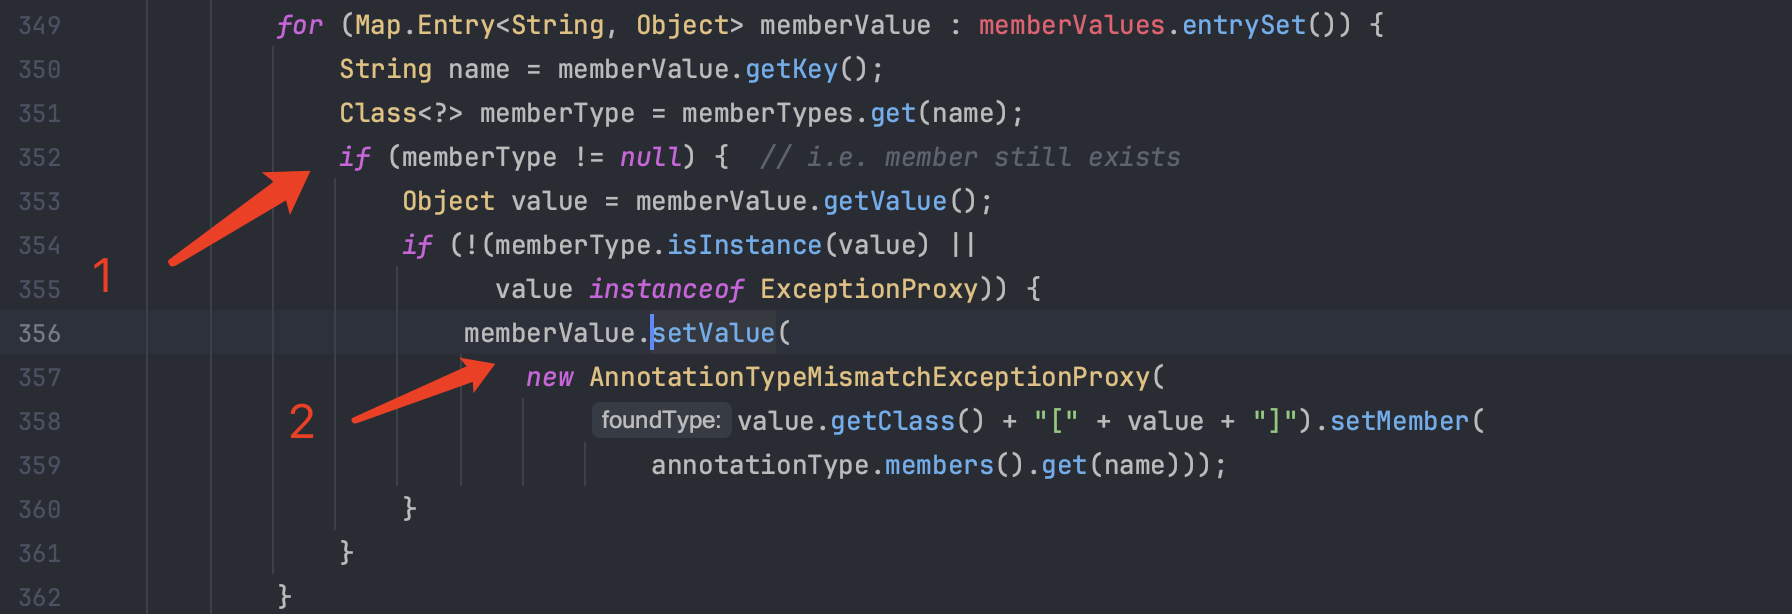 349 for (Map.Entry<String, Object> memberValue : memberValues.entrySet()) {
350 String name = memberValue.getKey();
351 Class<?> memberType = memberTypes.get(name);
352 if (memberType != null) {  // i.e. member still exists
353 Object value = memberValue.getValue();
354 if (!(memberType.isInstance(value) ||
1
355 value instanceof ExceptionProxy)) {
356 memberValue.setValue(
357 new AnnotationTypeMismatchExceptionProxy(
2
358 foundType: value.getClass() + "[" + value + "]").setMember(
359 annotationType.members().get(name)));
360 }
361 }
362 }